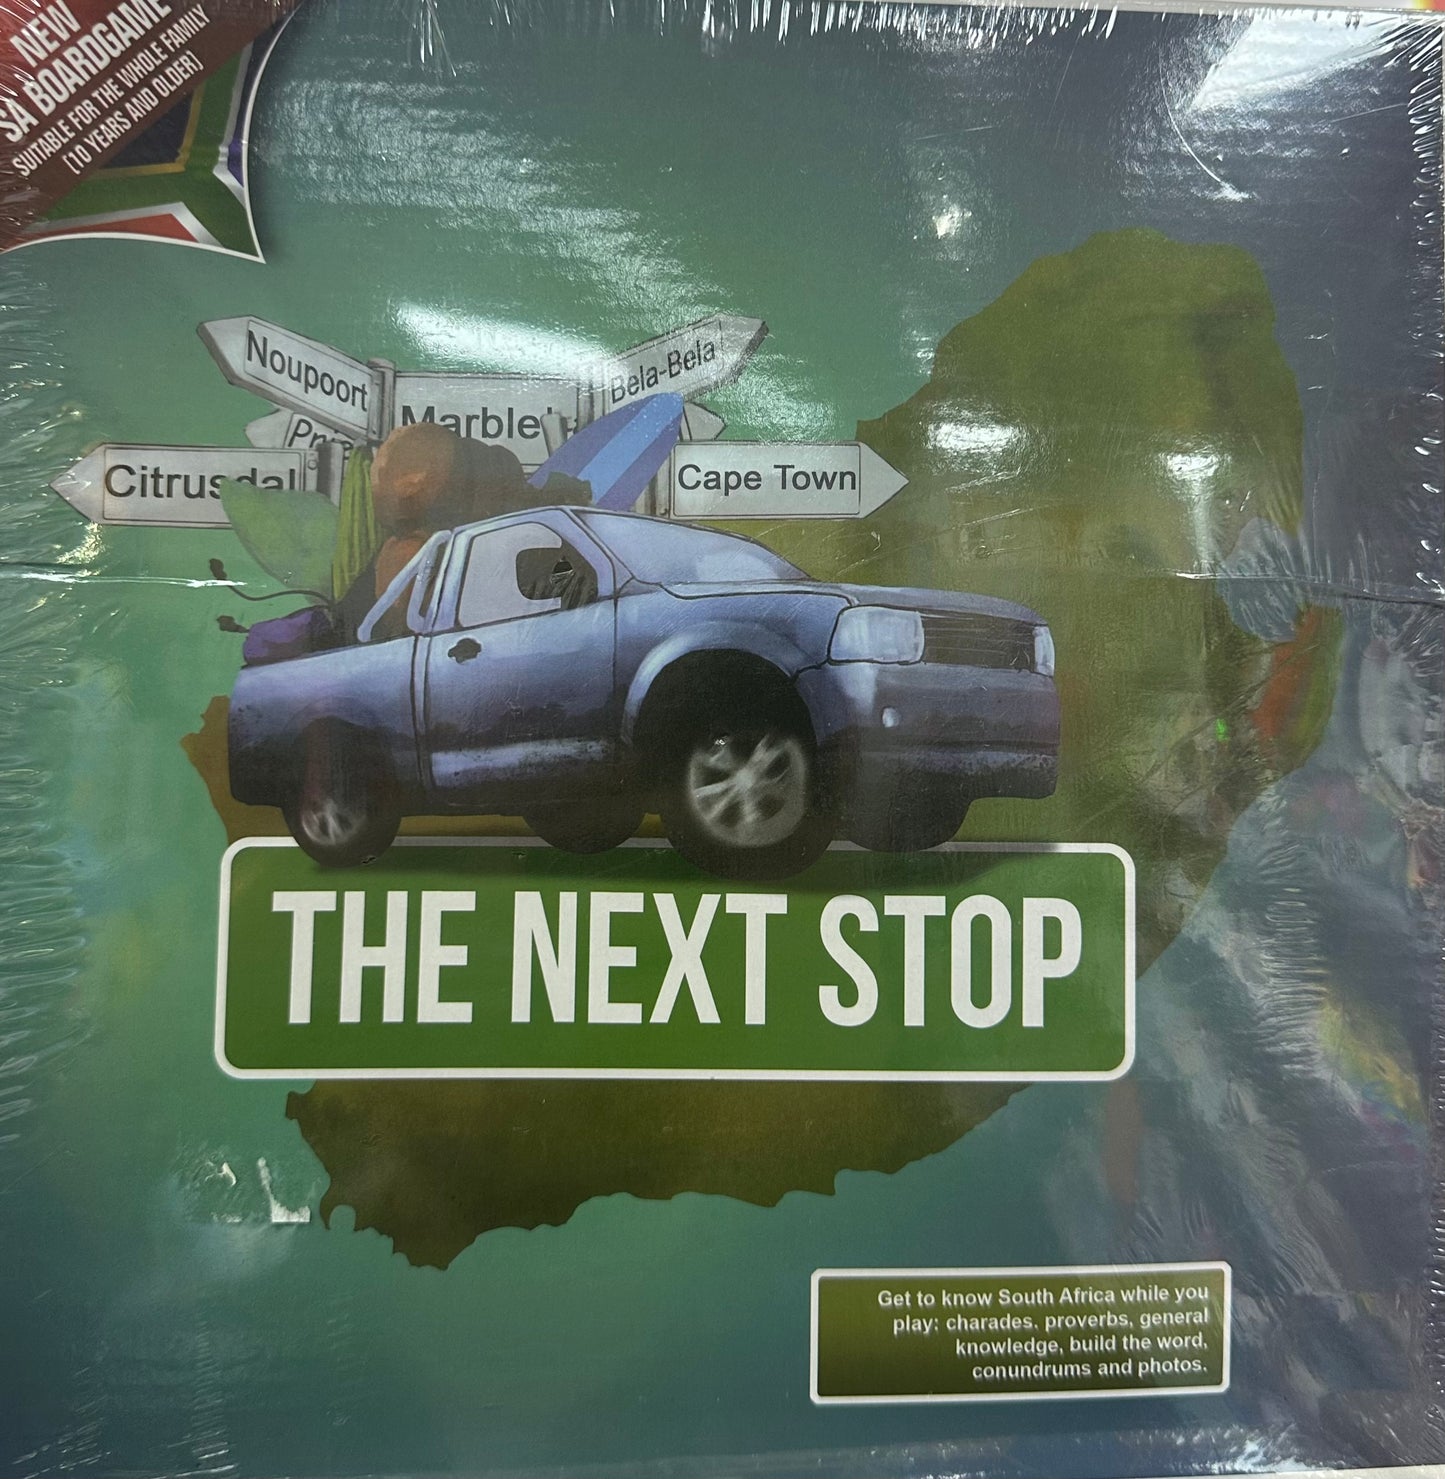 NEW
SA BOARDGAME
SUITABLE FOR THE WHOLE FAMILY
[10 YEARS AND OLDER]
Noupoort
Bela-Bela
Marble
Citrusdal
Cape Town
THE NEXT STOP
Get to know South Africa while you
play: charades, proverbs, general
knowledge, build the word,
conundrums and photos.